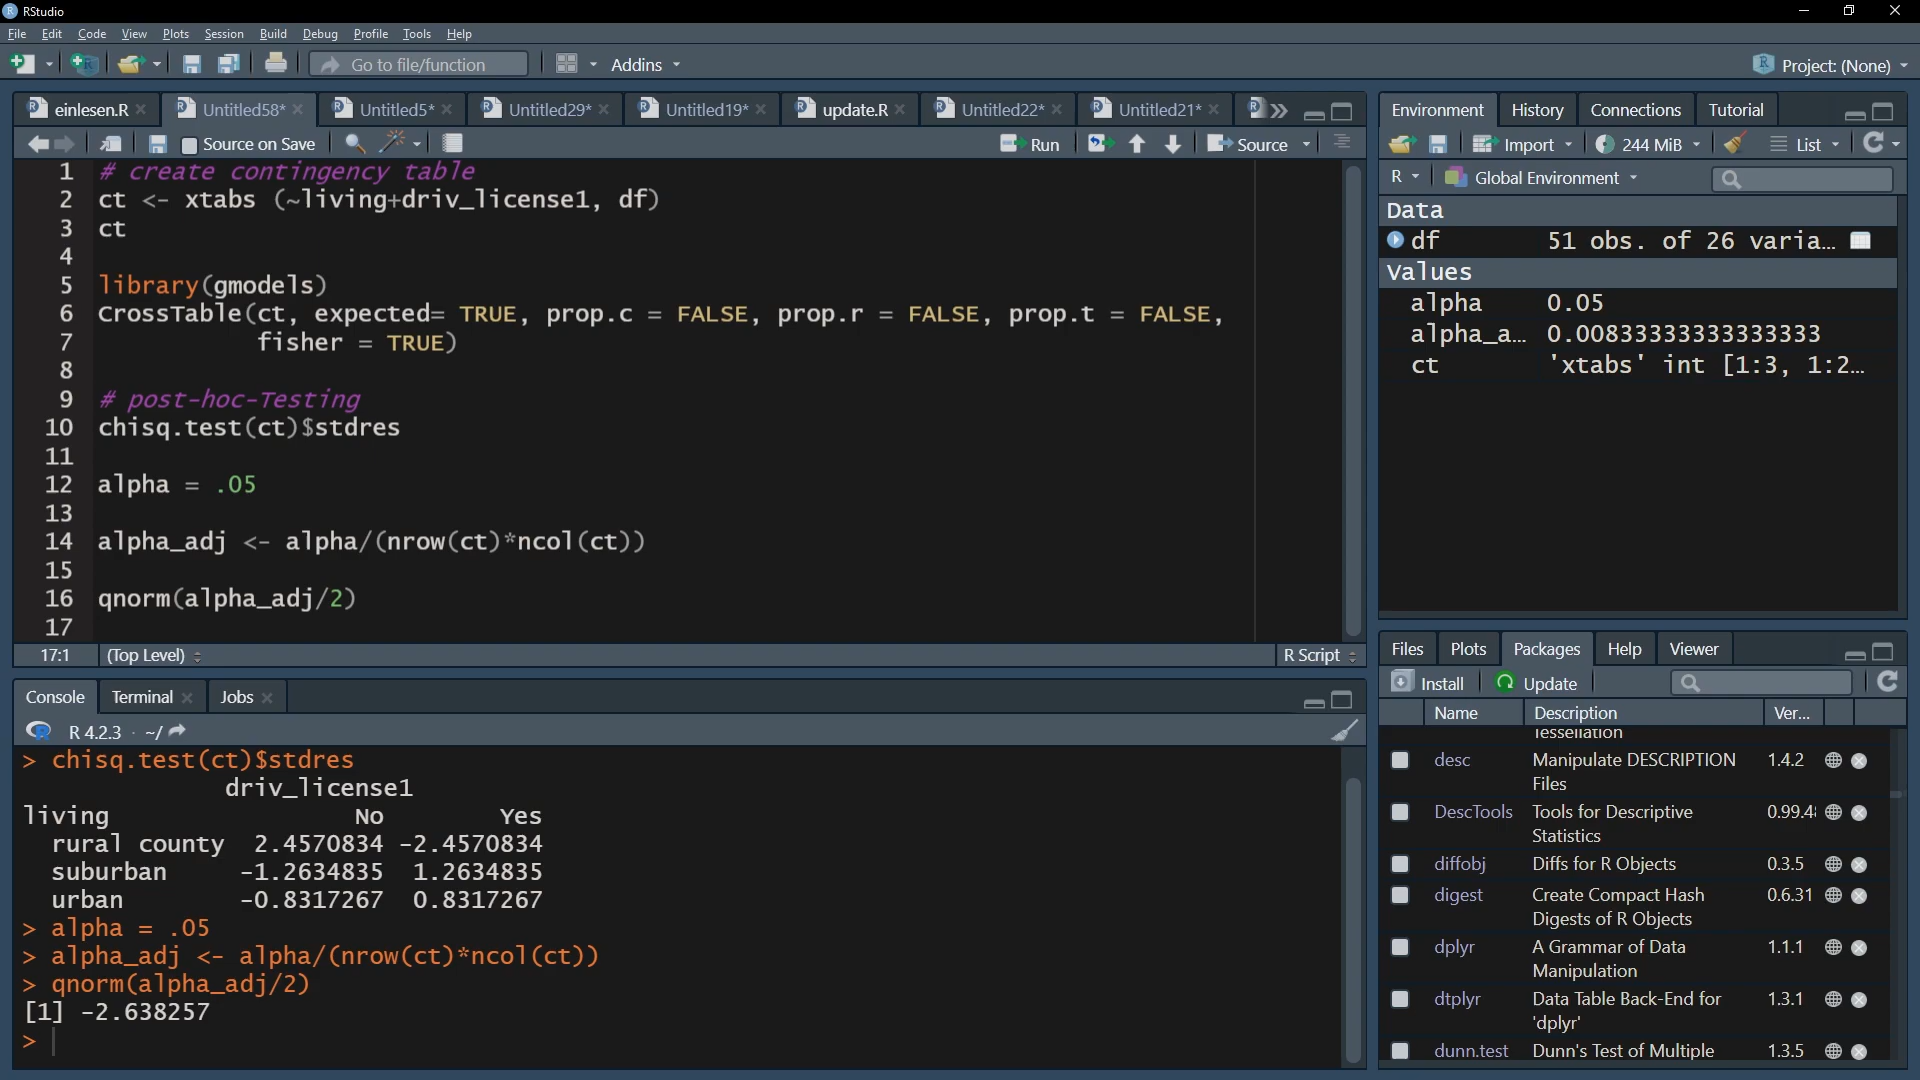 RStudio
File Edit Code View Plots Session Build Debug Profile Tools Help
Go to file/function Addins Project: (None)
einlesen.R Untitled58* Untitled5* Untitled29* Untitled19* update.R Untitled22* Untitled21*
Source on Save Run Source
1 # create contingency table
2 ct <- xtabs (~living+driv_license1, df)
3 ct
4
5 library(gmodels)
6 CrossTable(ct, expected= TRUE, prop.c = FALSE, prop.r = FALSE, prop.t = FALSE,
7 fisher = TRUE)
8
9 # post-hoc-Testing
10 chisq.test(ct)$stdres
11
12 alpha = .05
13
14 alpha_adj <- alpha/(nrow(ct)*ncol(ct))
15
16 qnorm(alpha_adj/2)
17
17:1 (Top Level) R Script
Console Terminal Jobs
R 4.2.3 · ~/
> chisq.test(ct)$stdres
driv_license1
living No Yes
rural county 2.4570834 -2.4570834
suburban -1.2634835 1.2634835
urban -0.8317267 0.8317267
> alpha = .05
> alpha_adj <- alpha/(nrow(ct)*ncol(ct))
> qnorm(alpha_adj/2)
[1] -2.638257
>
Environment History Connections Tutorial
Import 244 MiB List
R Global Environment
Data
df 51 obs. of 26 varia...
Values
alpha 0.05
alpha_a... 0.00833333333333333
ct 'xtabs' int [1:3, 1:2...
Files Plots Packages Help Viewer
Install Update
Name Description Ver...
Tessellation
desc Manipulate DESCRIPTION 1.4.2
Files
DescTools Tools for Descriptive 0.99.4
Statistics
diffobj Diffs for R Objects 0.3.5
digest Create Compact Hash 0.6.31
Digests of R Objects
dplyr A Grammar of Data 1.1.1
Manipulation
dtplyr Data Table Back-End for 1.3.1
'dplyr'
dunn.test Dunn's Test of Multiple 1.3.5